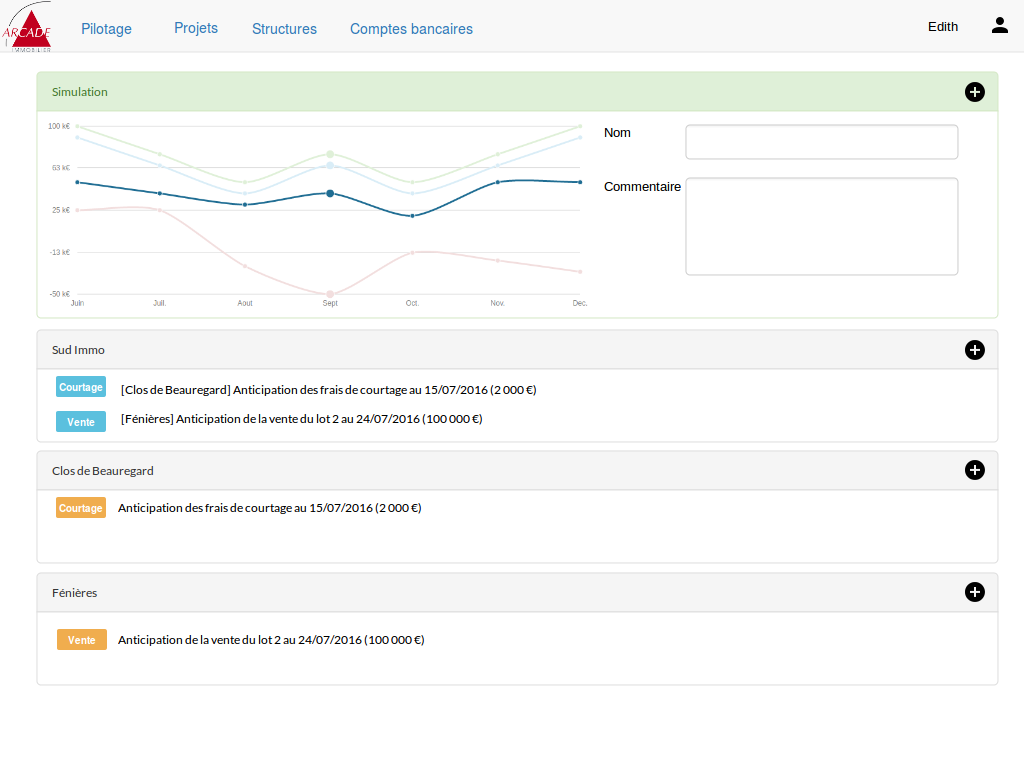 ARCADE
IMMOBILIER
Pilotage Projets Structures Comptes bancaires Edith
Simulation
100 k€
63 k€
25 k€
-13 k€
-50 k€
Juin Juil. Aout Sept Oct. Nov. Dec.
Nom
Commentaire
Sud Immo
Courtage [Clos de Beauregard] Anticipation des frais de courtage au 15/07/2016 (2 000 €)
Vente [Fénières] Anticipation de la vente du lot 2 au 24/07/2016 (100 000 €)
Clos de Beauregard
Courtage Anticipation des frais de courtage au 15/07/2016 (2 000 €)
Fénières
Vente Anticipation de la vente du lot 2 au 24/07/2016 (100 000 €)